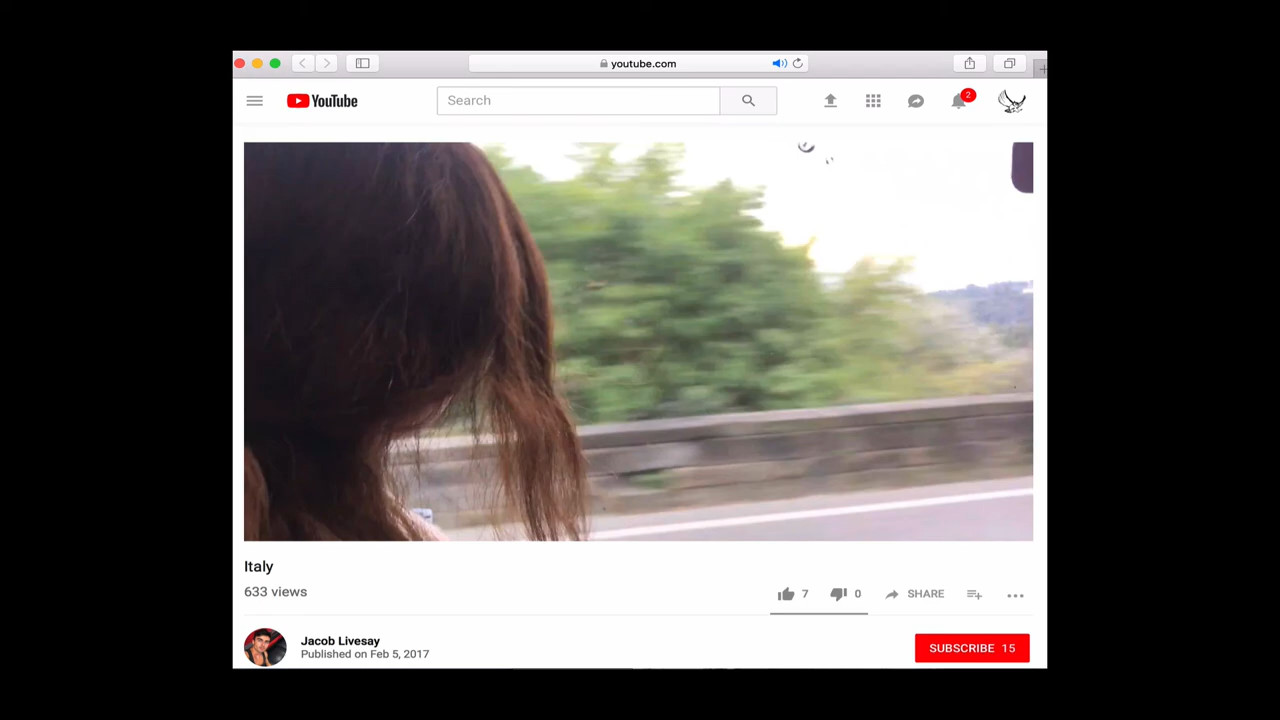 youtube.com
YouTube
Search
2
Italy
633 views
7
0
SHARE
Jacob Livesay
Published on Feb 5, 2017
SUBSCRIBE 15